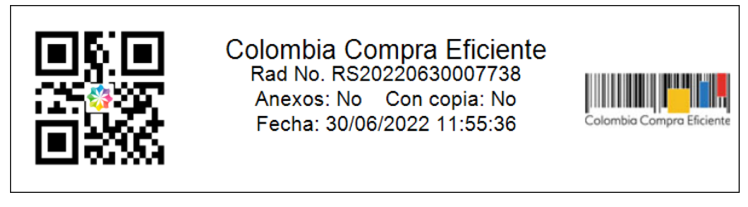 Colombia Compra Eficiente
Rad No. RS20220630007738
Anexos: No Con copia: No
Fecha: 30/06/2022 11:55:36
Colombia Compra Eficiente